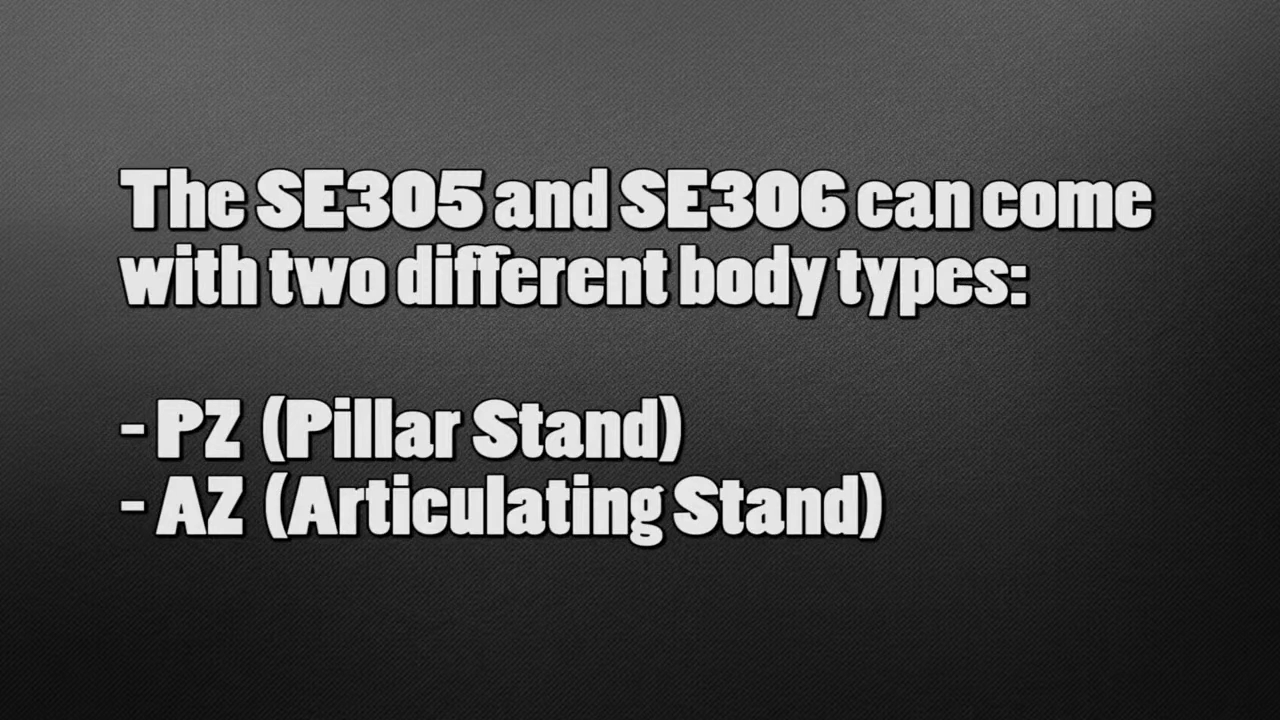 The SE305 and SE306 can come
with two different body types:
- PZ (Pillar Stand)
- AZ (Articulating Stand)